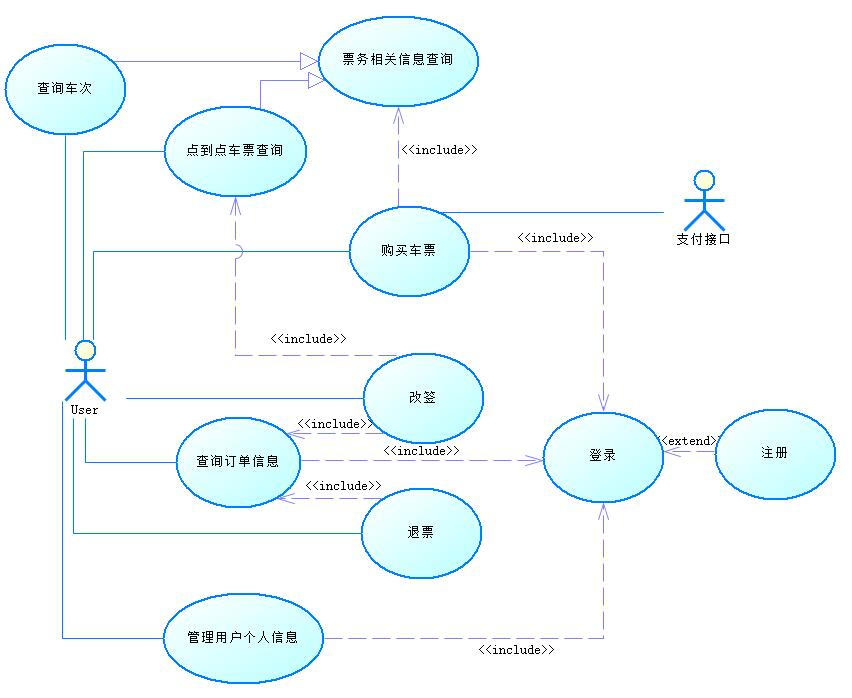 票务相关信息查询
查询车次
点到点车票查询
<<include>>
支付接口
购买车票
<<include>>
<<include>>
User
改签
<<include>>
<<extend>>
<<include>>
查询订单信息
登录
注册
<<include>>
退票
管理用户个人信息
<<include>>